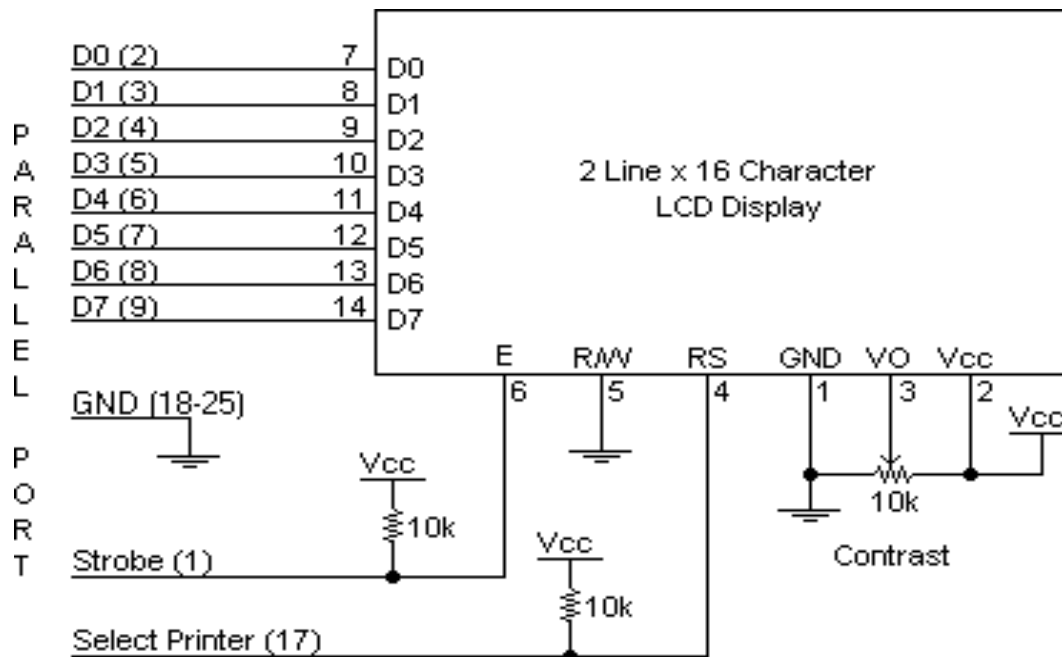 D0 (2) 7 D0
D1 (3) 8 D1
D2 (4) 9 D2
D3 (5) 10 D3
D4 (6) 11 D4
D5 (7) 12 D5
D6 (8) 13 D6
D7 (9) 14 D7
2 Line x 16 Character
LCD Display
E R/W RS GND VO Vcc
6 5 4 1 3 2
PARALLEL PORT
GND (18-25)
Vcc
10k
Strobe (1)
Vcc
10k
Select Printer (17)
Vcc
10k
Contrast